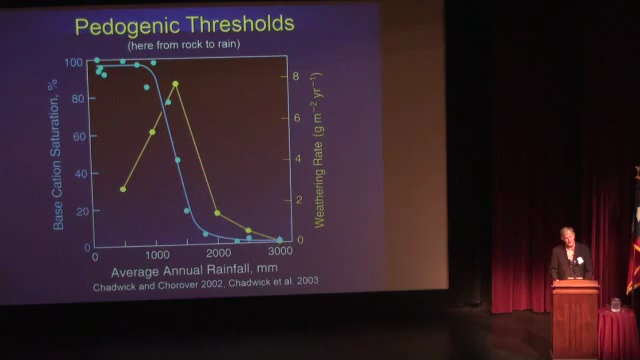 Pedogenic Thresholds
(here from rock to rain)
100
80
60
40
20
0
Base Cation Saturation, %
8
6
4
2
0
Weathering Rate (g m⁻² yr⁻¹)
0 1000 2000 3000
Average Annual Rainfall, mm
Chadwick and Chorover 2002, Chadwick et al. 2003